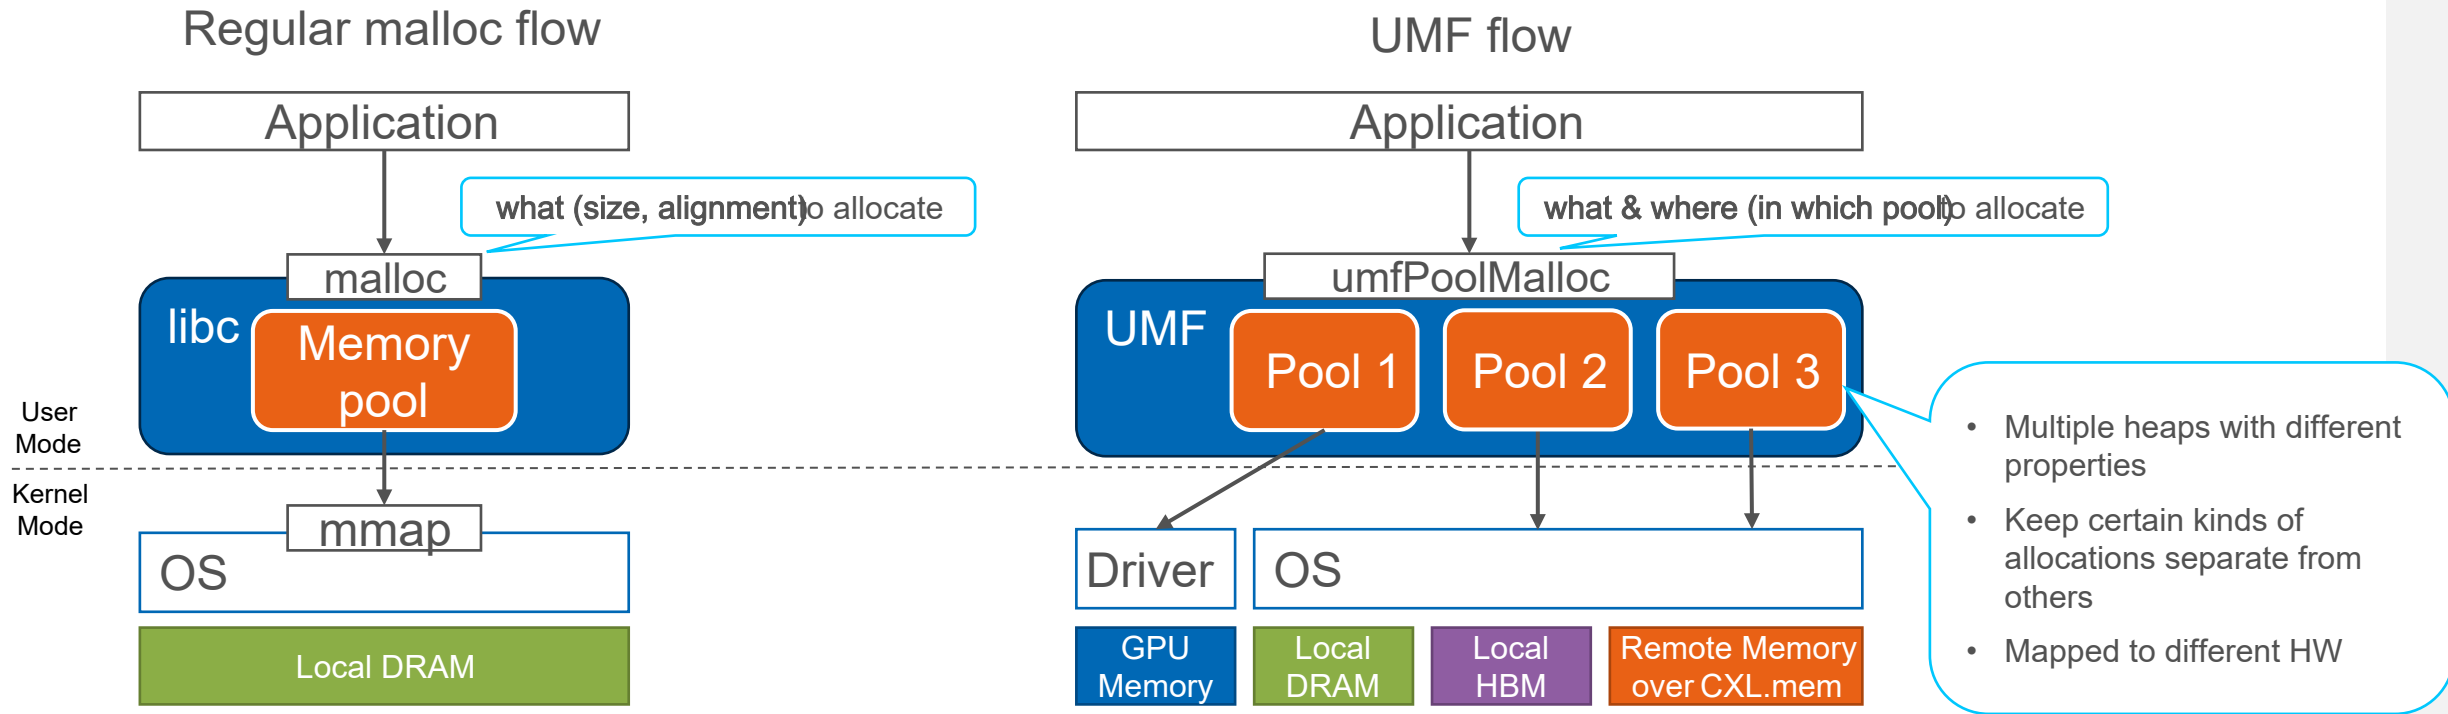 Regular malloc flow
Application
what (size, alignment)to allocate
malloc
libc
Memory
pool
User
Mode
Kernel
Mode
mmap
OS
Local DRAM
UMF flow
Application
what & where (in which pool)to allocate
umfPoolMalloc
UMF
Pool 1
Pool 2
Pool 3
Driver
OS
GPU
Memory
Local
DRAM
Local
HBM
Remote Memory
over CXL.mem
• Multiple heaps with different
properties
• Keep certain kinds of
allocations separate from
others
• Mapped to different HW